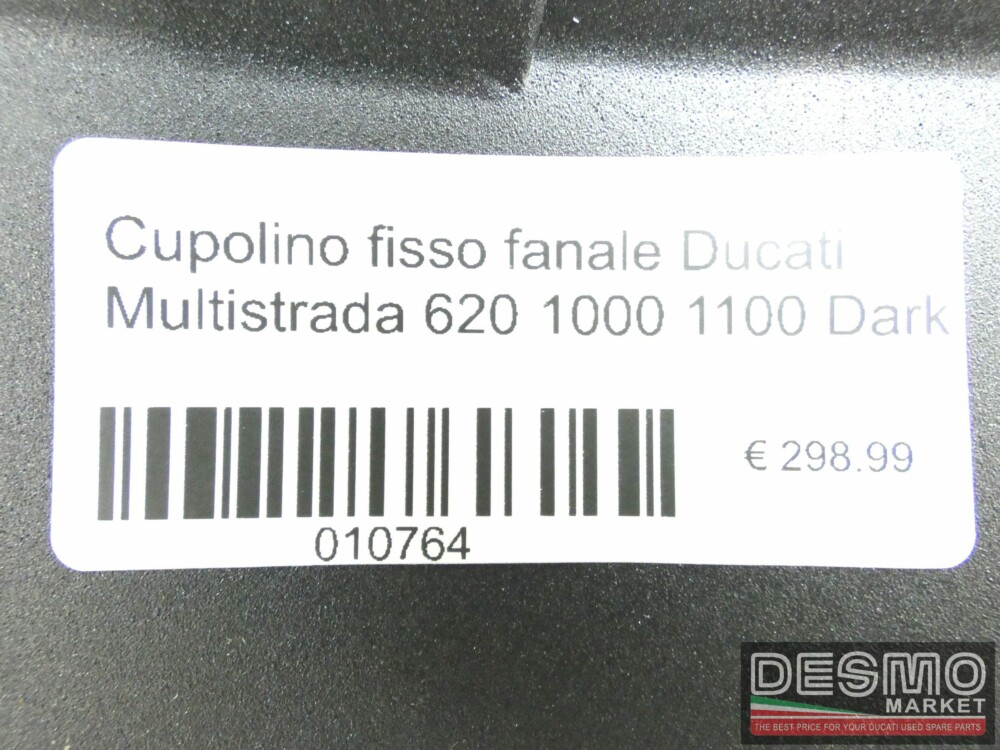 Cupolino fisso fanale Ducati
Multistrada 620 1000 1100 Dark
€ 298.99
010764
DESMO
MARKET
THE BEST PRICE FOR YOUR DUCATI USED SPARE PARTS